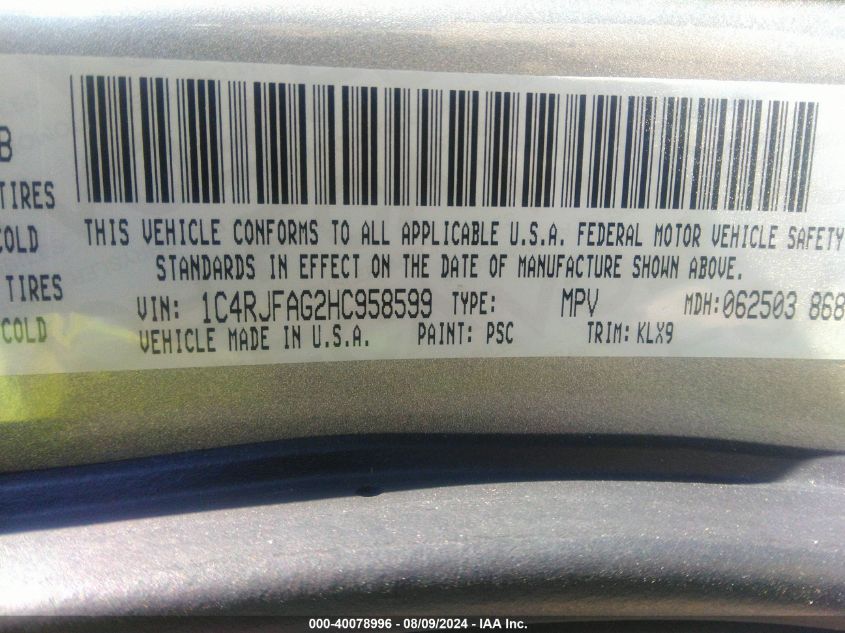 B
TIRES
COLD
TIRES
COLD
THIS VEHICLE CONFORMS TO ALL APPLICABLE U.S.A. FEDERAL MOTOR VEHICLE SAFETY
STANDARDS IN EFFECT ON THE DATE OF MANUFACTURE SHOWN ABOVE.
VIN: 1C4RJFAG2HC958599 TYPE: MPV MDH:062503 868
VEHICLE MADE IN U.S.A. PAINT: PSC TRIM: KLX9
000-40078996 - 08/09/2024 - IAA Inc.